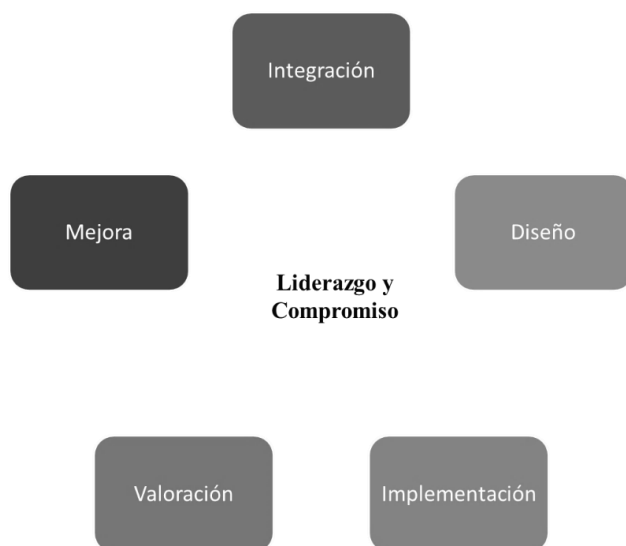 Integración
Mejora
Diseño
Liderazgo y
Compromiso
Valoración
Implementación